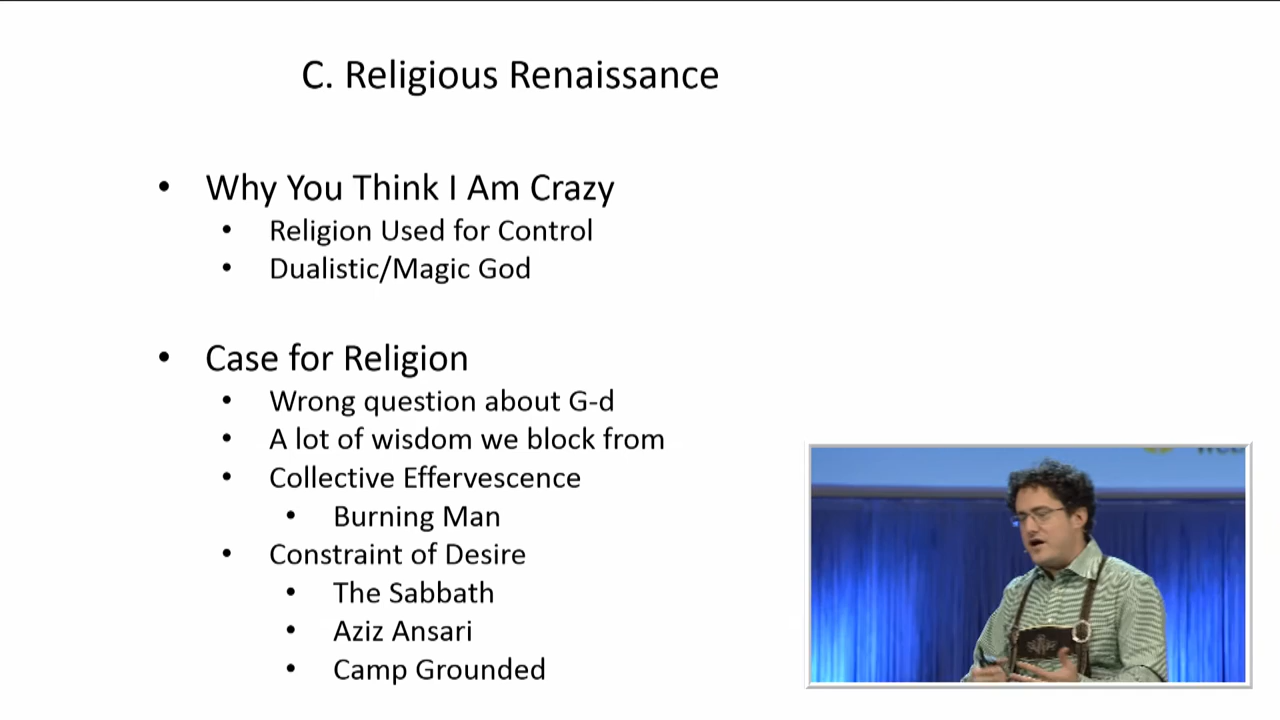 C. Religious Renaissance
• Why You Think I Am Crazy
• Religion Used for Control
• Dualistic/Magic God
• Case for Religion
• Wrong question about G-d
• A lot of wisdom we block from
• Collective Effervescence
• Burning Man
• Constraint of Desire
• The Sabbath
• Aziz Ansari
• Camp Grounded